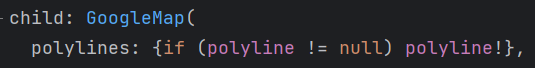 child: GoogleMap(
polylines: {if (polyline != null) polyline!},